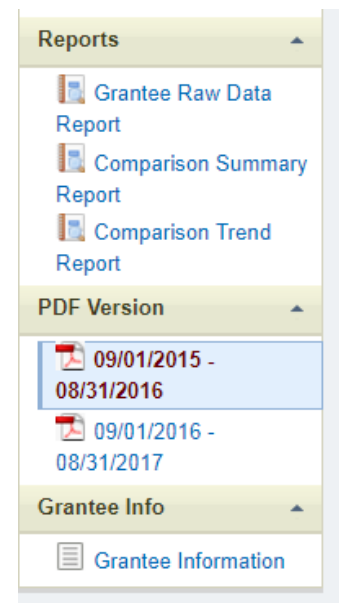 Reports
Grantee Raw Data
Report
Comparison Summary
Report
Comparison Trend
Report
PDF Version
09/01/2015 -
08/31/2016
09/01/2016 -
08/31/2017
Grantee Info
Grantee Information